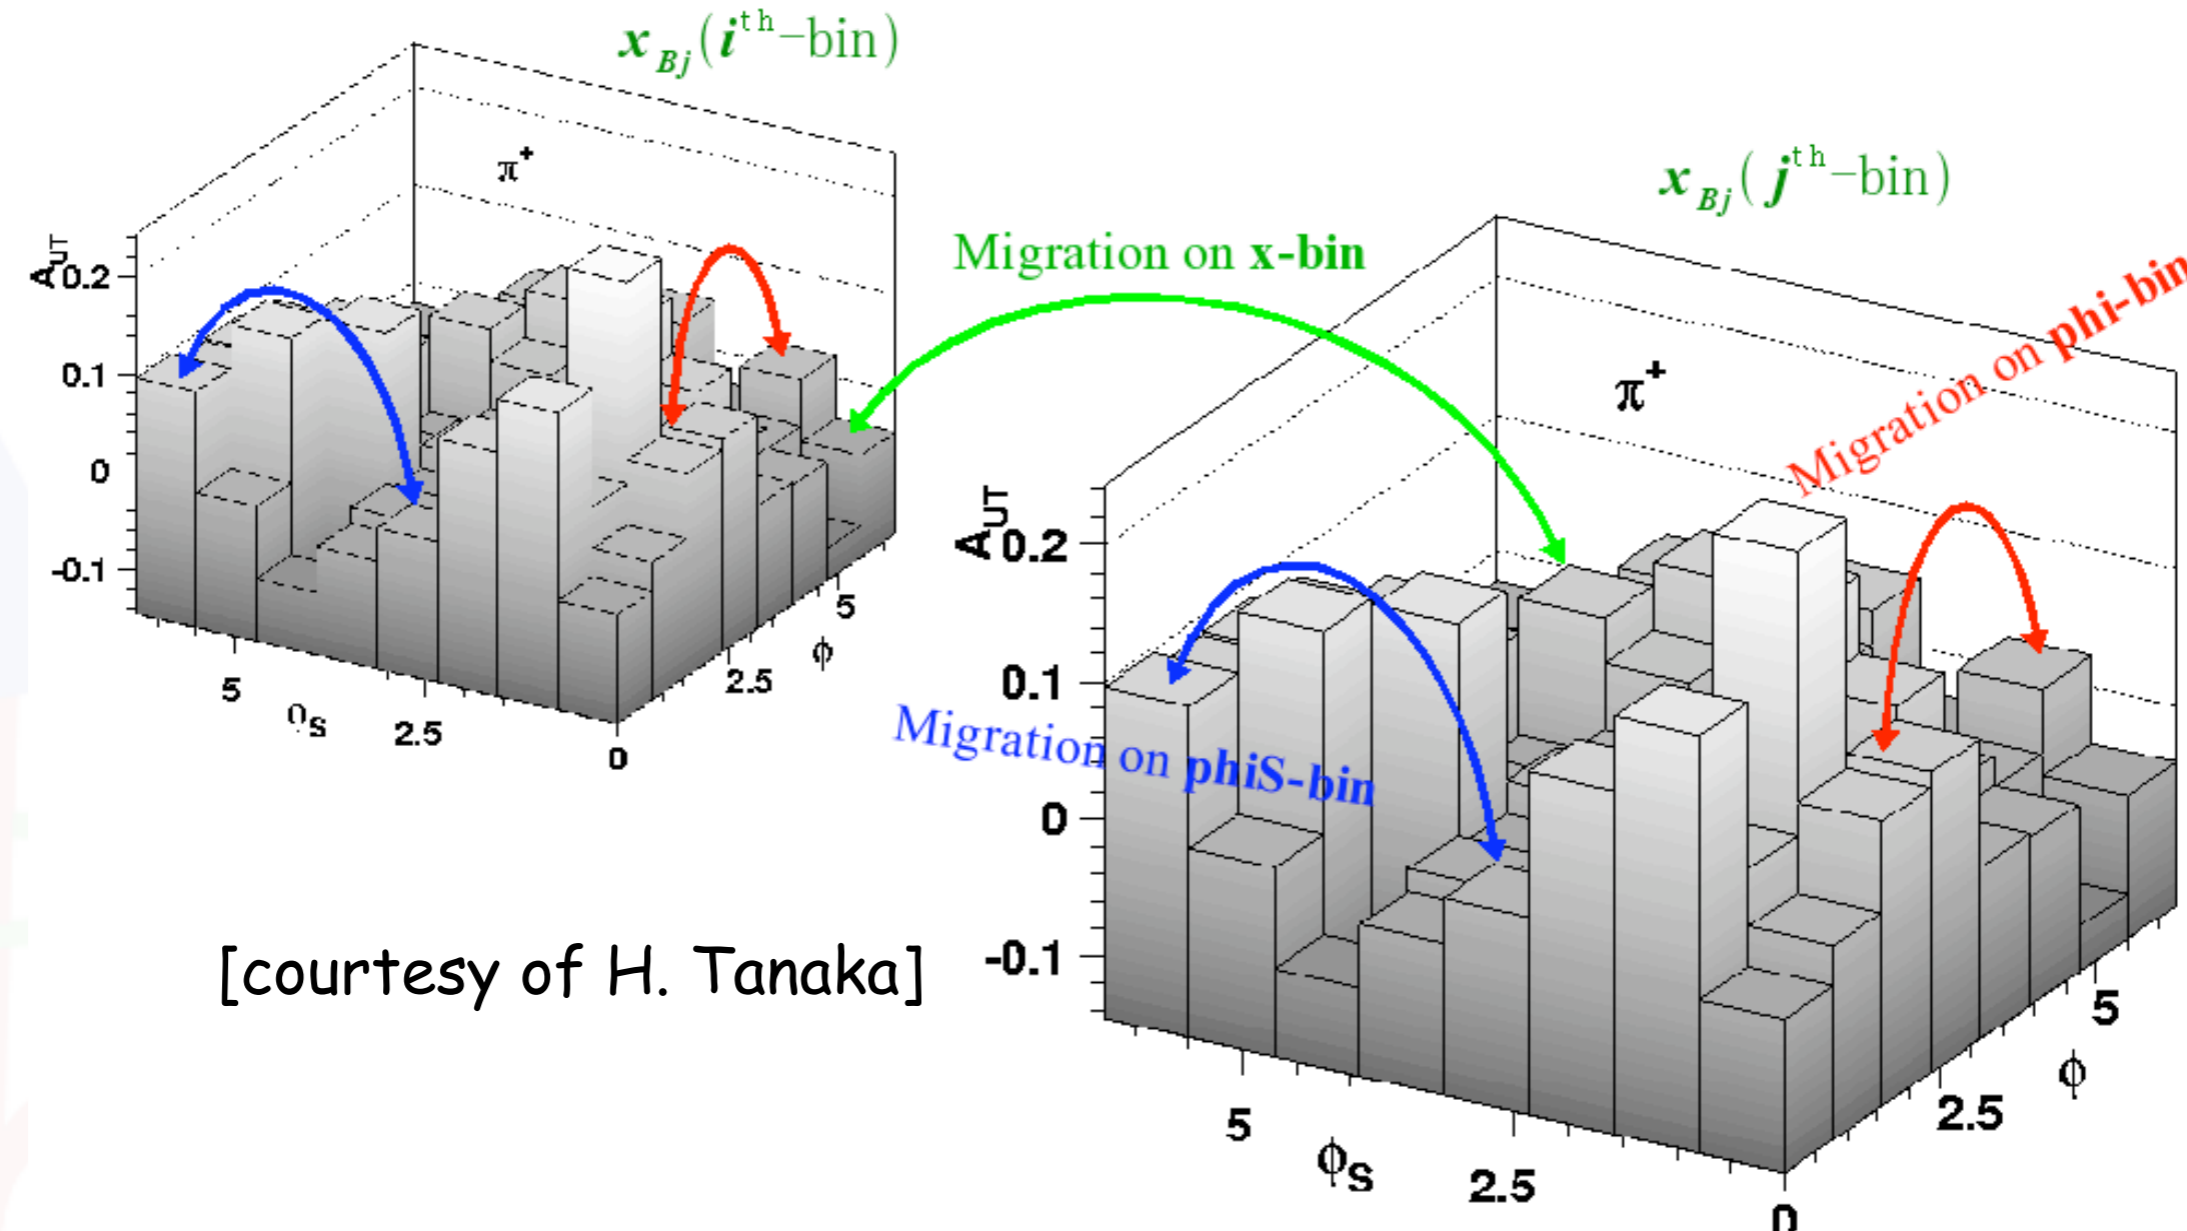 x_Bj(i^th−bin)
π+
A_UT
0.2
0.1
0
-0.1
5
2.5
0
5
2.5
ϕ
Migration on x-bin
x_Bj(j^th−bin)
Migration on phi-bin
π+
A_UT
0.2
0.1
0
-0.1
Migration on phiS-bin
5
ϕ_S
2.5
0
5
2.5
ϕ
[courtesy of H. Tanaka]